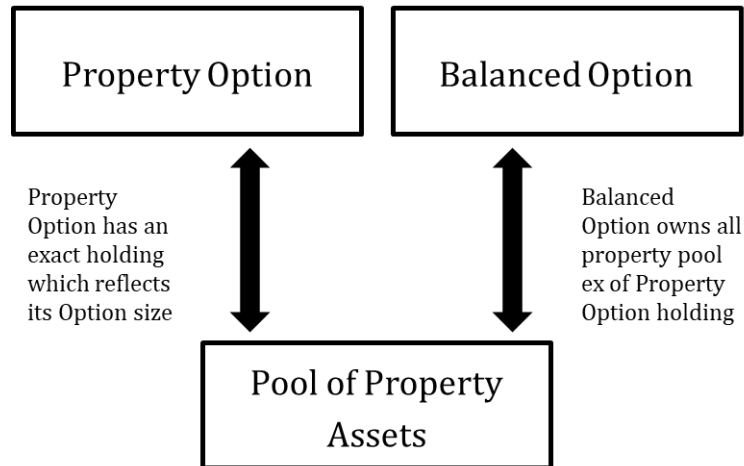 Property Option
Balanced Option
Property
Option has an
exact holding
which reflects
its Option size
Balanced
Option owns all
property pool
ex of Property
Option holding
Pool of Property
Assets